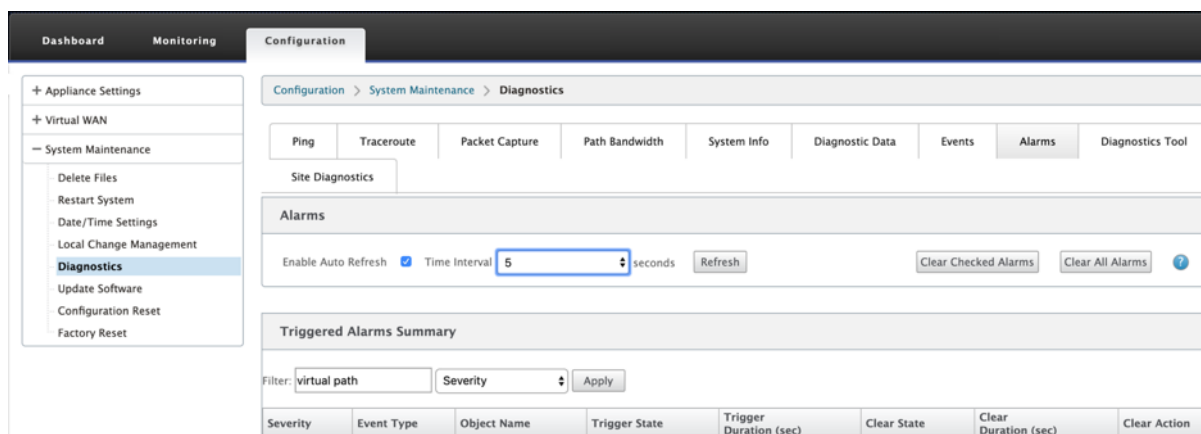 Dashboard Monitoring Configuration
+ Appliance Settings
+ Virtual WAN
− System Maintenance
Delete Files
Restart System
Date/Time Settings
Local Change Management
Diagnostics
Update Software
Configuration Reset
Factory Reset
Configuration > System Maintenance > Diagnostics
Ping Traceroute Packet Capture Path Bandwidth System Info Diagnostic Data Events Alarms Diagnostics Tool
Site Diagnostics
Alarms
Enable Auto Refresh Time Interval 5 seconds Refresh Clear Checked Alarms Clear All Alarms ?
Triggered Alarms Summary
Filter: virtual path Severity Apply
Severity Event Type Object Name Trigger State Trigger Duration (sec) Clear State Clear Duration (sec) Clear Action